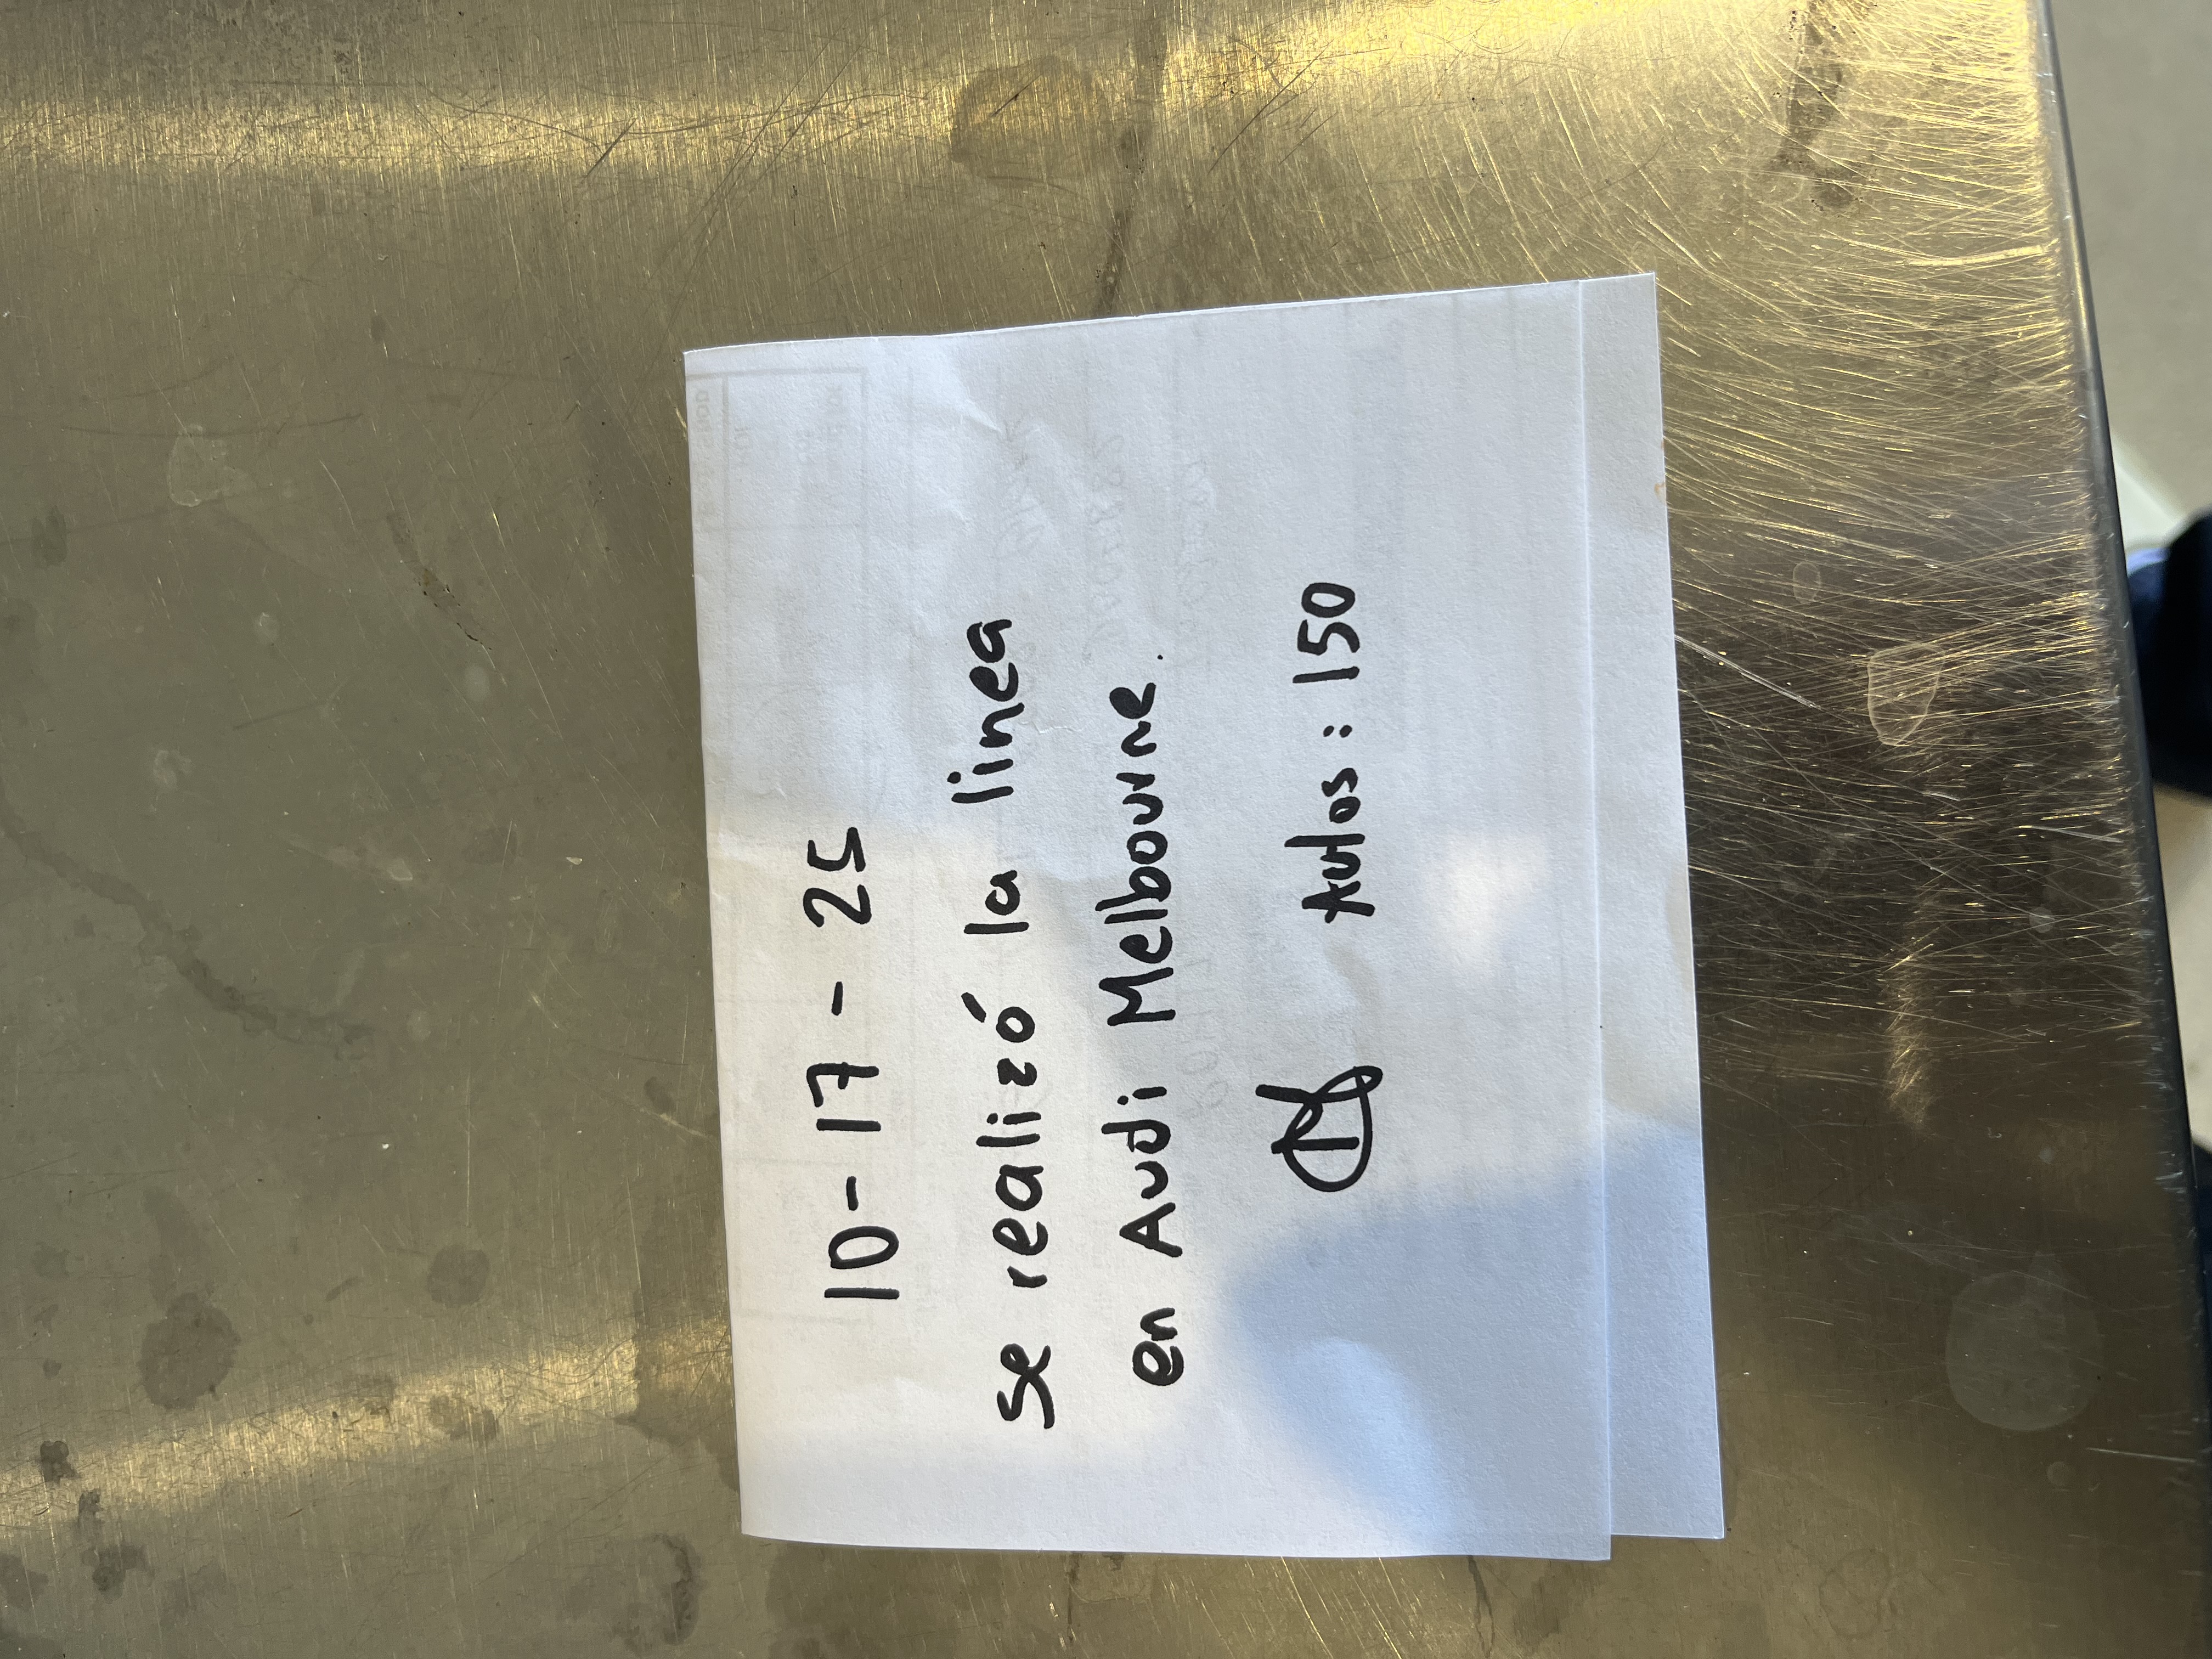 10-17-25
se realizó la linea
en Audi Melbourne.
Autos: 150